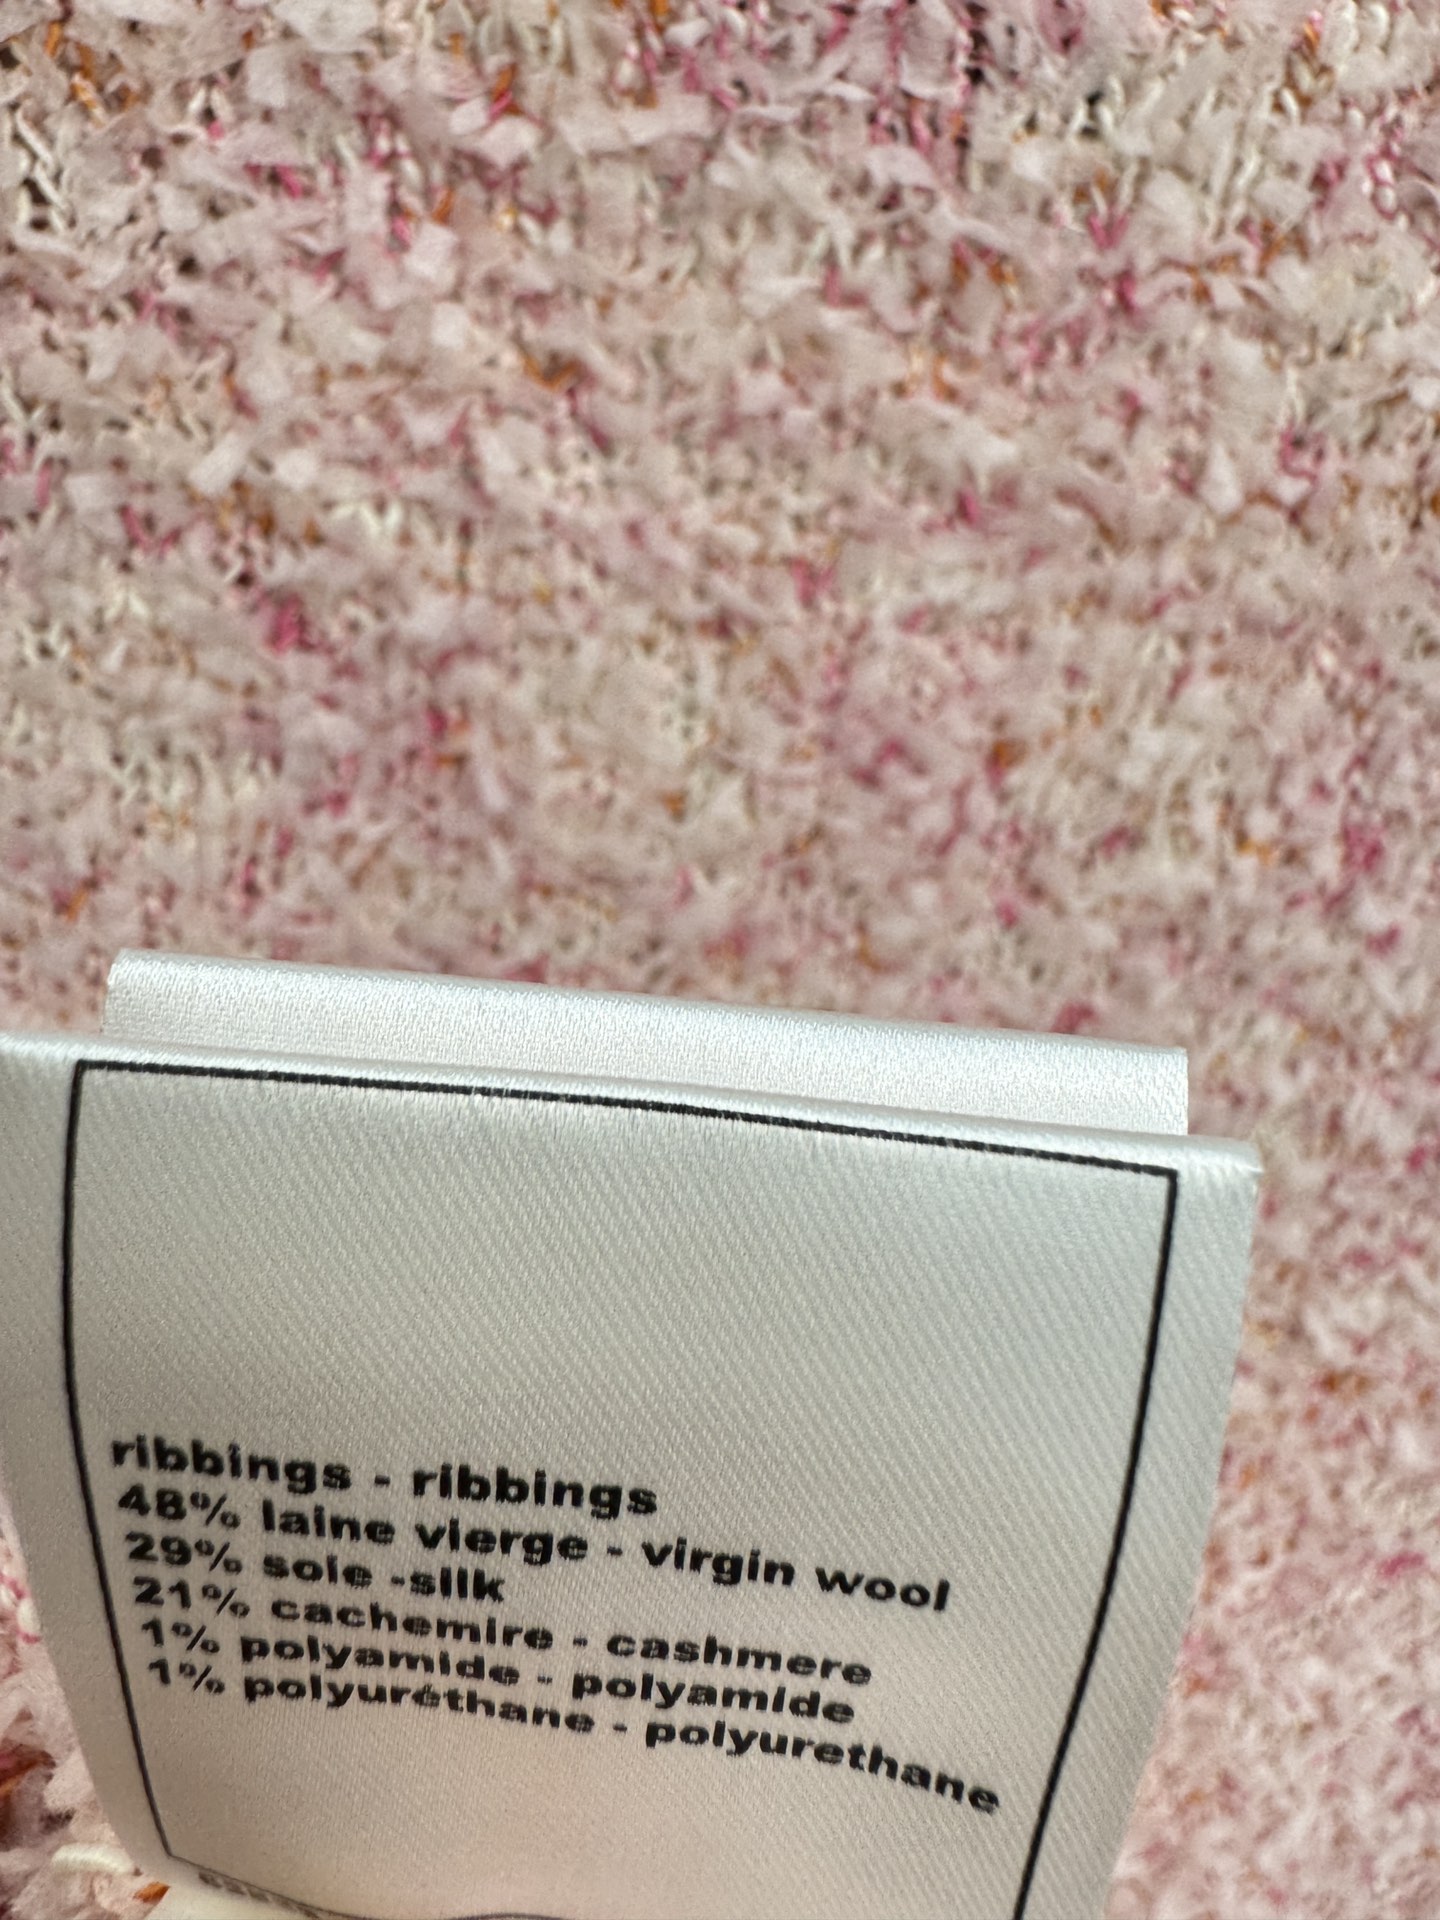 ribbings - ribbings
48% laine vierge - virgin wool
29% soie -silk
21% cachemire - cashmere
1% polyamide - polyamide
1% polyuréthane - polyurethane